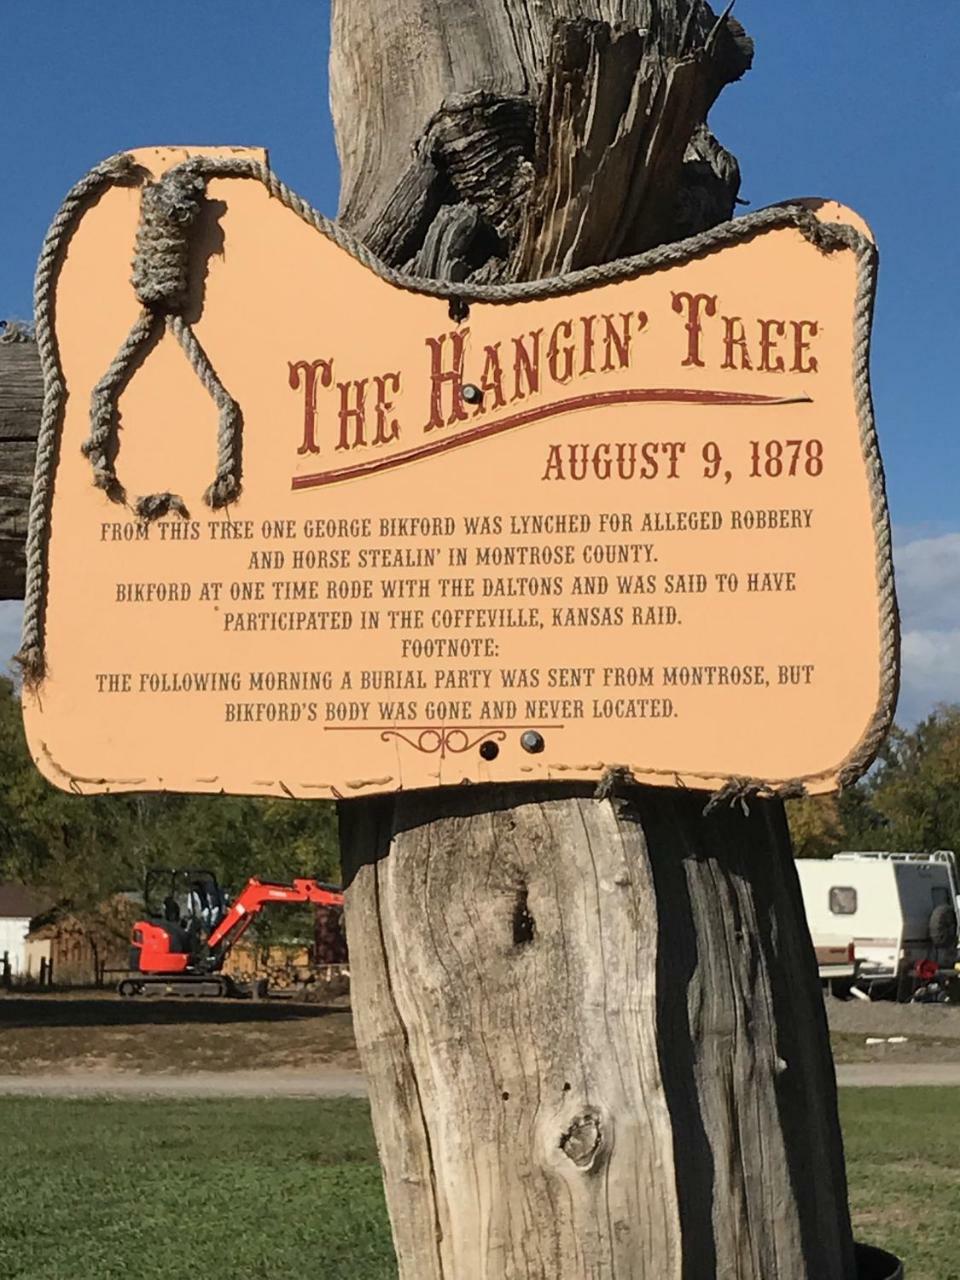 THE HANGIN' TREE
AUGUST 9, 1878
FROM THIS TREE ONE GEORGE BIKFORD WAS LYNCHED FOR ALLEGED ROBBERY
AND HORSE STEALIN' IN MONTROSE COUNTY.
BIKFORD AT ONE TIME RODE WITH THE DALTONS AND WAS SAID TO HAVE
PARTICIPATED IN THE COFFEVILLE, KANSAS RAID.
FOOTNOTE:
THE FOLLOWING MORNING A BURIAL PARTY WAS SENT FROM MONTROSE, BUT
BIKFORD'S BODY WAS GONE AND NEVER LOCATED.